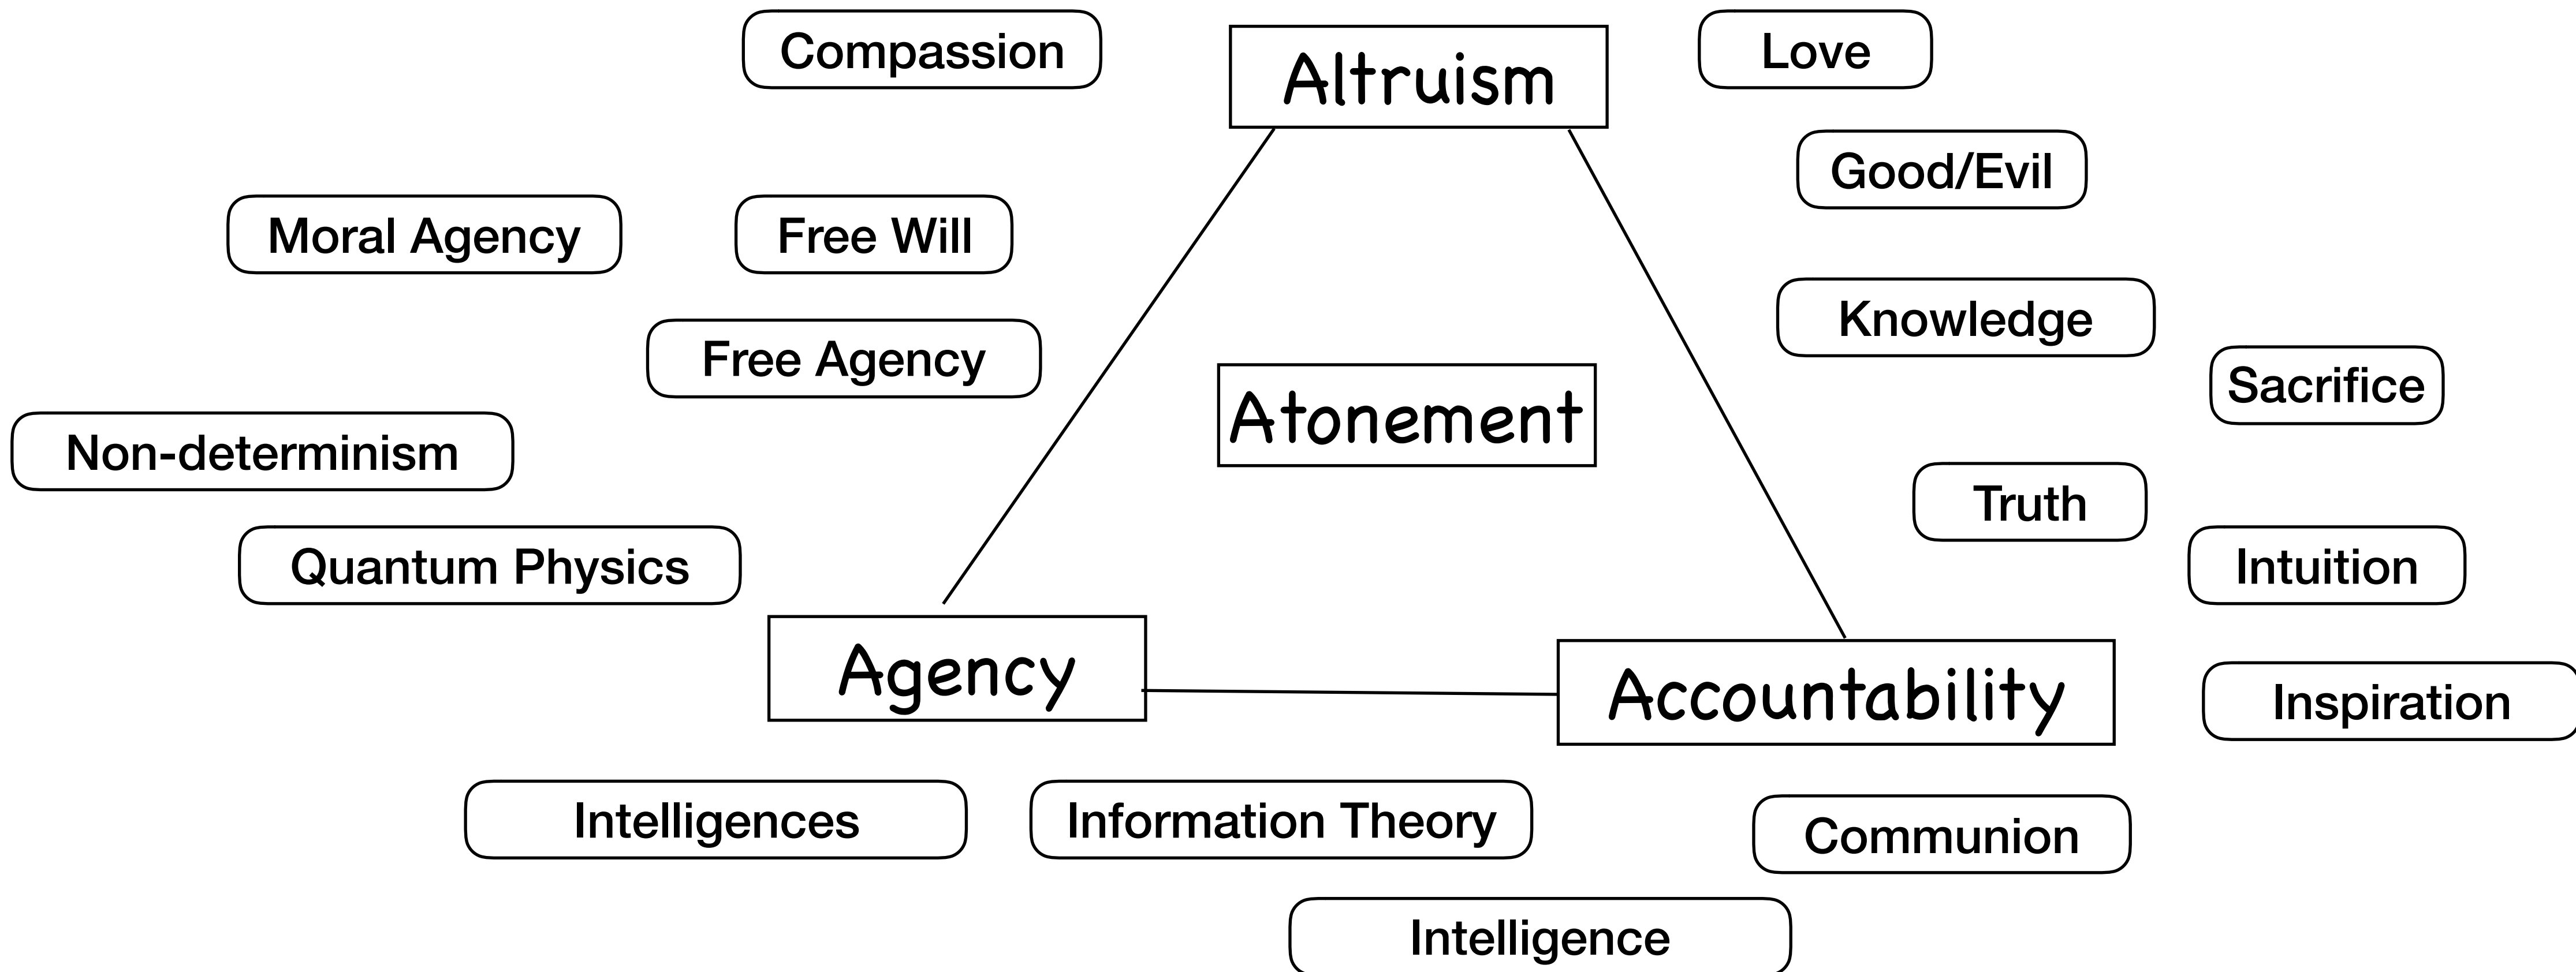 Compassion
Altruism
Love
Good/Evil
Moral Agency
Free Will
Knowledge
Free Agency
Sacrifice
Atonement
Non-determinism
Truth
Quantum Physics
Intuition
Agency
Accountability
Inspiration
Intelligences
Information Theory
Communion
Intelligence